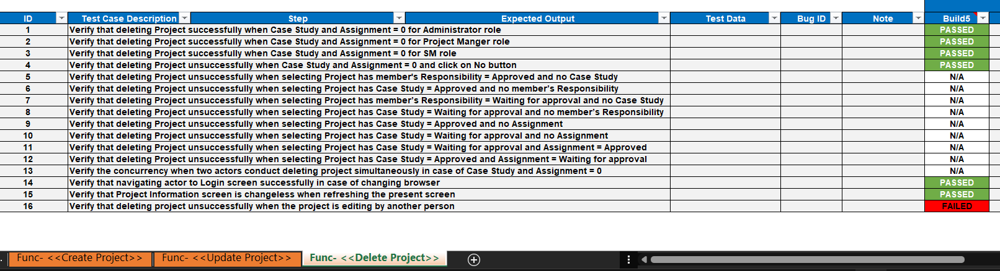 ID Test Case Description Step Expected Output Test Data Bug ID Note Build5
1 Verify that deleting Project successfully when Case Study and Assignment = 0 for Administrator role PASSED
2 Verify that deleting Project successfully when Case Study and Assignment = 0 for Project Manger role PASSED
3 Verify that deleting Project successfully when Case Study and Assignment = 0 for SM role PASSED
4 Verify that deleting Project unsuccessfully when Case Study and Assignment = 0 and click on No button PASSED
5 Verify that deleting Project unsuccessfully when selecting Project has member's Responsibility = Approved and no Case Study N/A
6 Verify that deleting Project unsuccessfully when selecting Project has Case Study = Approved and no member’s Responsibility N/A
7 Verify that deleting Project unsuccessfully when selecting Project has member’s Responsibility = Waiting for approval and no Case Study N/A
8 Verify that deleting Project unsuccessfully when selecting Project has Case Study = Waiting for approval and no member’s Responsibility N/A
9 Verify that deleting Project unsuccessfully when selecting Project has Case Study = Approved and no Assignment N/A
10 Verify that deleting Project unsuccessfully when selecting Project has Case Study = Waiting for approval and no Assignment N/A
11 Verify that deleting Project unsuccessfully when selecting Project has Case Study = Waiting for approval and Assignment = Approved N/A
12 Verify that deleting Project unsuccessfully when selecting Project has Case Study = Approved and Assignment = Waiting for approval N/A
13 Verify the concurrency when two actors conduct deleting project simultaneously in case of Case Study and Assignment = 0 N/A
14 Verify that navigating actor to Login screen successfully in case of changing browser PASSED
15 Verify that Project Information screen is changeless when refreshing the present screen PASSED
16 Verify that deleting project unsuccessfully when the project is editing by another person FAILED
Func- <<Create Project>> Func- <<Update Project>> Func- <<Delete Project>>